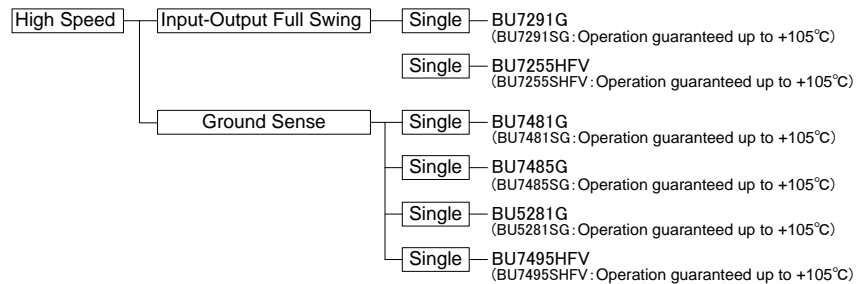 High Speed
Input-Output Full Swing
Single
BU7291G
(BU7291SG:Operation guaranteed up to +105°C)
Single
BU7255HFV
(BU7255SHFV:Operation guaranteed up to +105°C)
Ground Sense
Single
BU7481G
(BU7481SG:Operation guaranteed up to +105°C)
Single
BU7485G
(BU7485SG:Operation guaranteed up to +105°C)
Single
BU5281G
(BU5281SG:Operation guaranteed up to +105°C)
Single
BU7495HFV
(BU7495SHFV:Operation guaranteed up to +105°C)